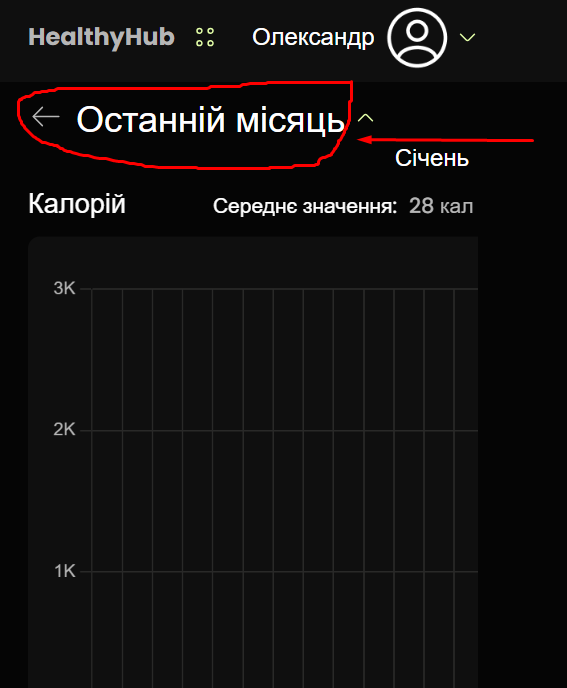 HealthyHub Олександр
Останній місяць
Січень
Калорій Середнє значення: 28 кал
3K
2K
1K